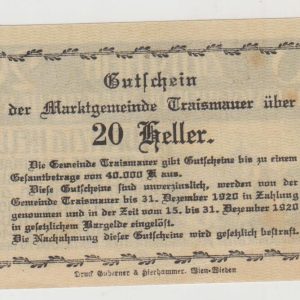 Gutschein
der Marktgemeinde Traismauer über
20 Heller.
Die Gemeinde Traismauer gibt Gutscheine bis zu einem
Gesamtbetrage von 40.000 K aus.
Diese Gutscheine sind unverzinslich, werden von der
Gemeinde Traismauer bis 31. Dezember 1920 in Zahlung
genommen und in der Zeit vom 15. bis 31. Dezember 1920
in gesetzlichem Bargelde eingelöst.
Die Nachahmung dieser Gutscheine wird gesetzlich bestraft.
Druck Guberner & Hierhammer. Wien-Wieden